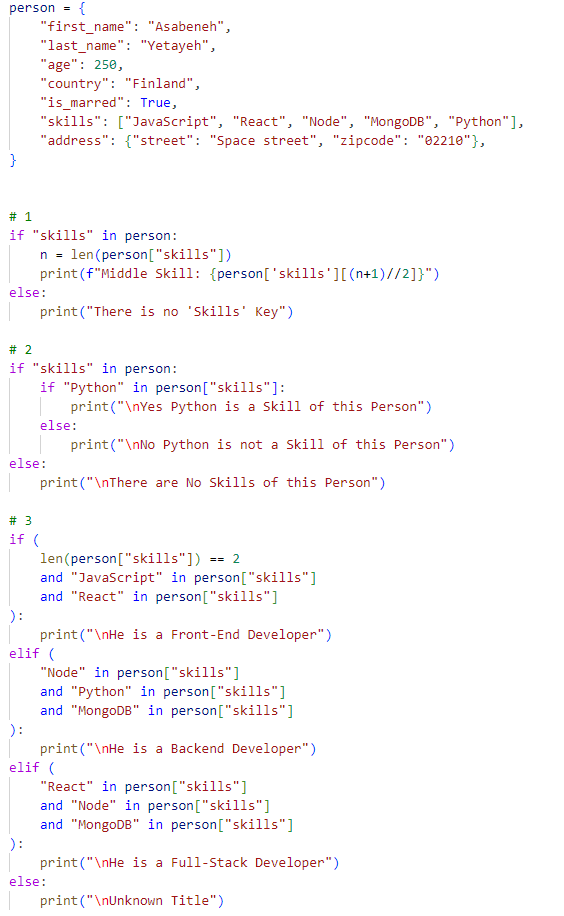 person = {
    "first_name": "Asabeneh",
    "last_name": "Yetayeh",
    "age": 250,
    "country": "Finland",
    "is_marred": True,
    "skills": ["JavaScript", "React", "Node", "MongoDB", "Python"],
    "address": {"street": "Space street", "zipcode": "02210"},
}
# 1
if "skills" in person:
    n = len(person["skills"])
    print(f"Middle Skill: {person['skills'][(n+1)//2]}")
else:
    print("There is no 'Skills' Key")
# 2
if "skills" in person:
    if "Python" in person["skills"]:
        print("\nYes Python is a Skill of this Person")
    else:
        print("\nNo Python is not a Skill of this Person")
else:
    print("\nThere are No Skills of this Person")
# 3
if (
    len(person["skills"]) == 2
    and "JavaScript" in person["skills"]
    and "React" in person["skills"]
):
    print("\nHe is a Front-End Developer")
elif (
    "Node" in person["skills"]
    and "Python" in person["skills"]
    and "MongoDB" in person["skills"]
):
    print("\nHe is a Backend Developer")
elif (
    "React" in person["skills"]
    and "Node" in person["skills"]
    and "MongoDB" in person["skills"]
):
    print("\nHe is a Full-Stack Developer")
else:
    print("\nUnknown Title")